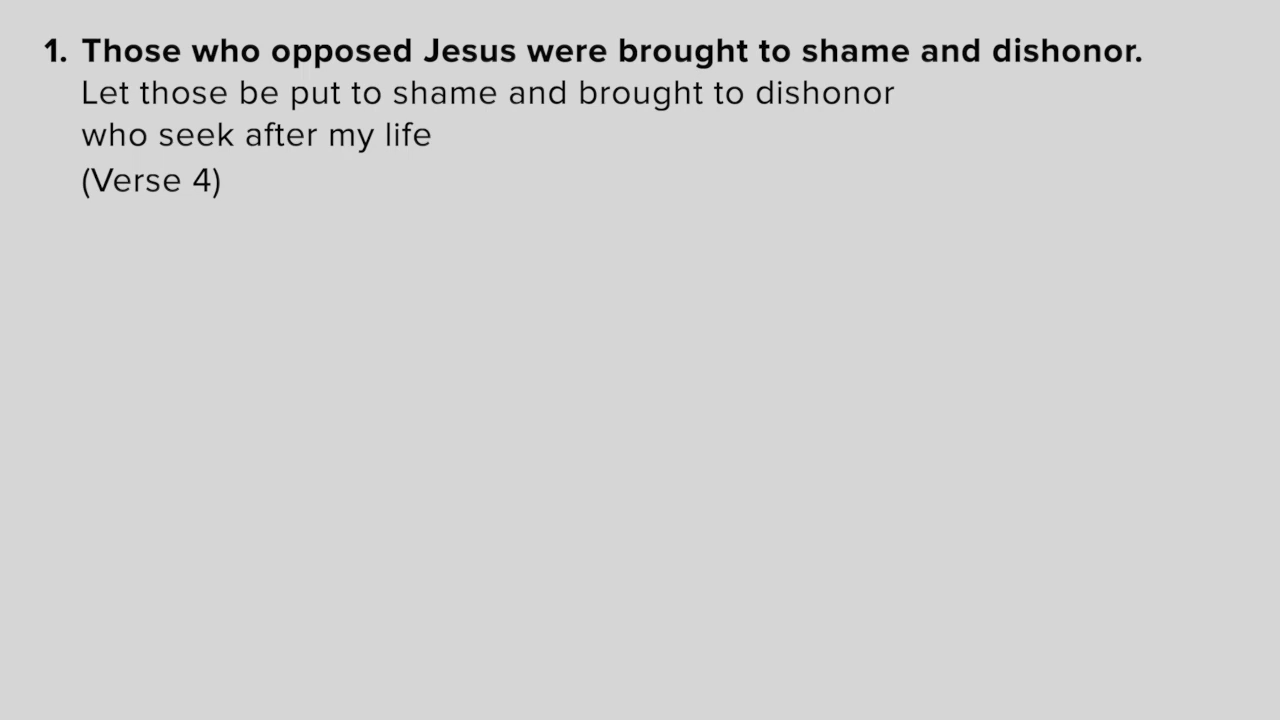 1. Those who opposed Jesus were brought to shame and dishonor.
Let those be put to shame and brought to dishonor
who seek after my life
(Verse 4)